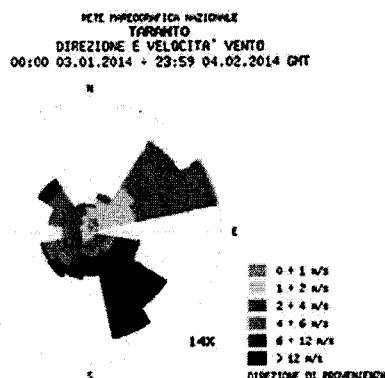 RETE MAREOGRAFICA NAZIONALE
TARANTO
DIREZIONE E VELOCITA' VENTO
00:00 03.01.2014 ÷ 23:59 04.02.2014 GMT
N
E
0 ÷ 1 m/s
1 ÷ 2 m/s
2 ÷ 4 m/s
4 ÷ 6 m/s
6 ÷ 12 m/s
> 12 m/s
14%
S
DIREZIONE DI PROVENIENZA